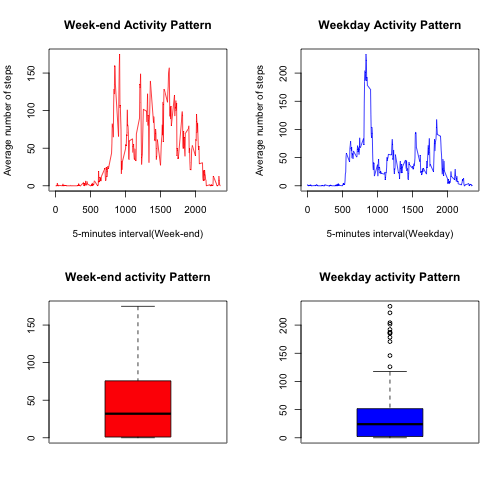 Week-end Activity Pattern
Average number of steps
150
100
50
0
0 500 1000 1500 2000
5-minutes interval(Week-end)
Weekday Activity Pattern
Average number of steps
200
150
100
50
0
0 500 1000 1500 2000
5-minutes interval(Weekday)
Week-end activity Pattern
150
100
50
0
Weekday activity Pattern
200
150
100
50
0